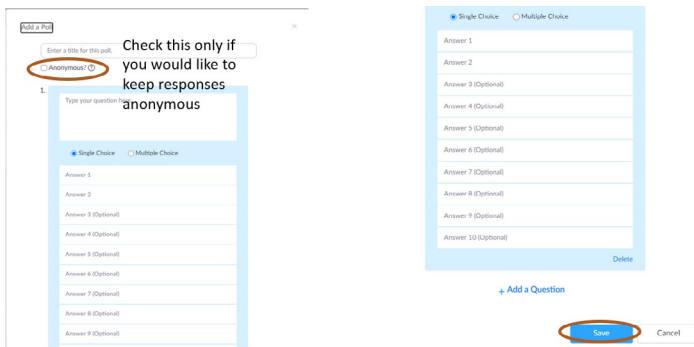 Add a Poll
×
Enter a title for this poll.
Anonymous? ?
Check this only if
you would like to
keep responses
anonymous
1.
Type your question here.
Single Choice Multiple Choice
Answer 1
Answer 2
Answer 3 (Optional)
Answer 4 (Optional)
Answer 5 (Optional)
Answer 6 (Optional)
Answer 7 (Optional)
Answer 8 (Optional)
Answer 9 (Optional)
Single Choice Multiple Choice
Answer 1
Answer 2
Answer 3 (Optional)
Answer 4 (Optional)
Answer 5 (Optional)
Answer 6 (Optional)
Answer 7 (Optional)
Answer 8 (Optional)
Answer 9 (Optional)
Answer 10 (Optional)
Delete
+ Add a Question
Save Cancel